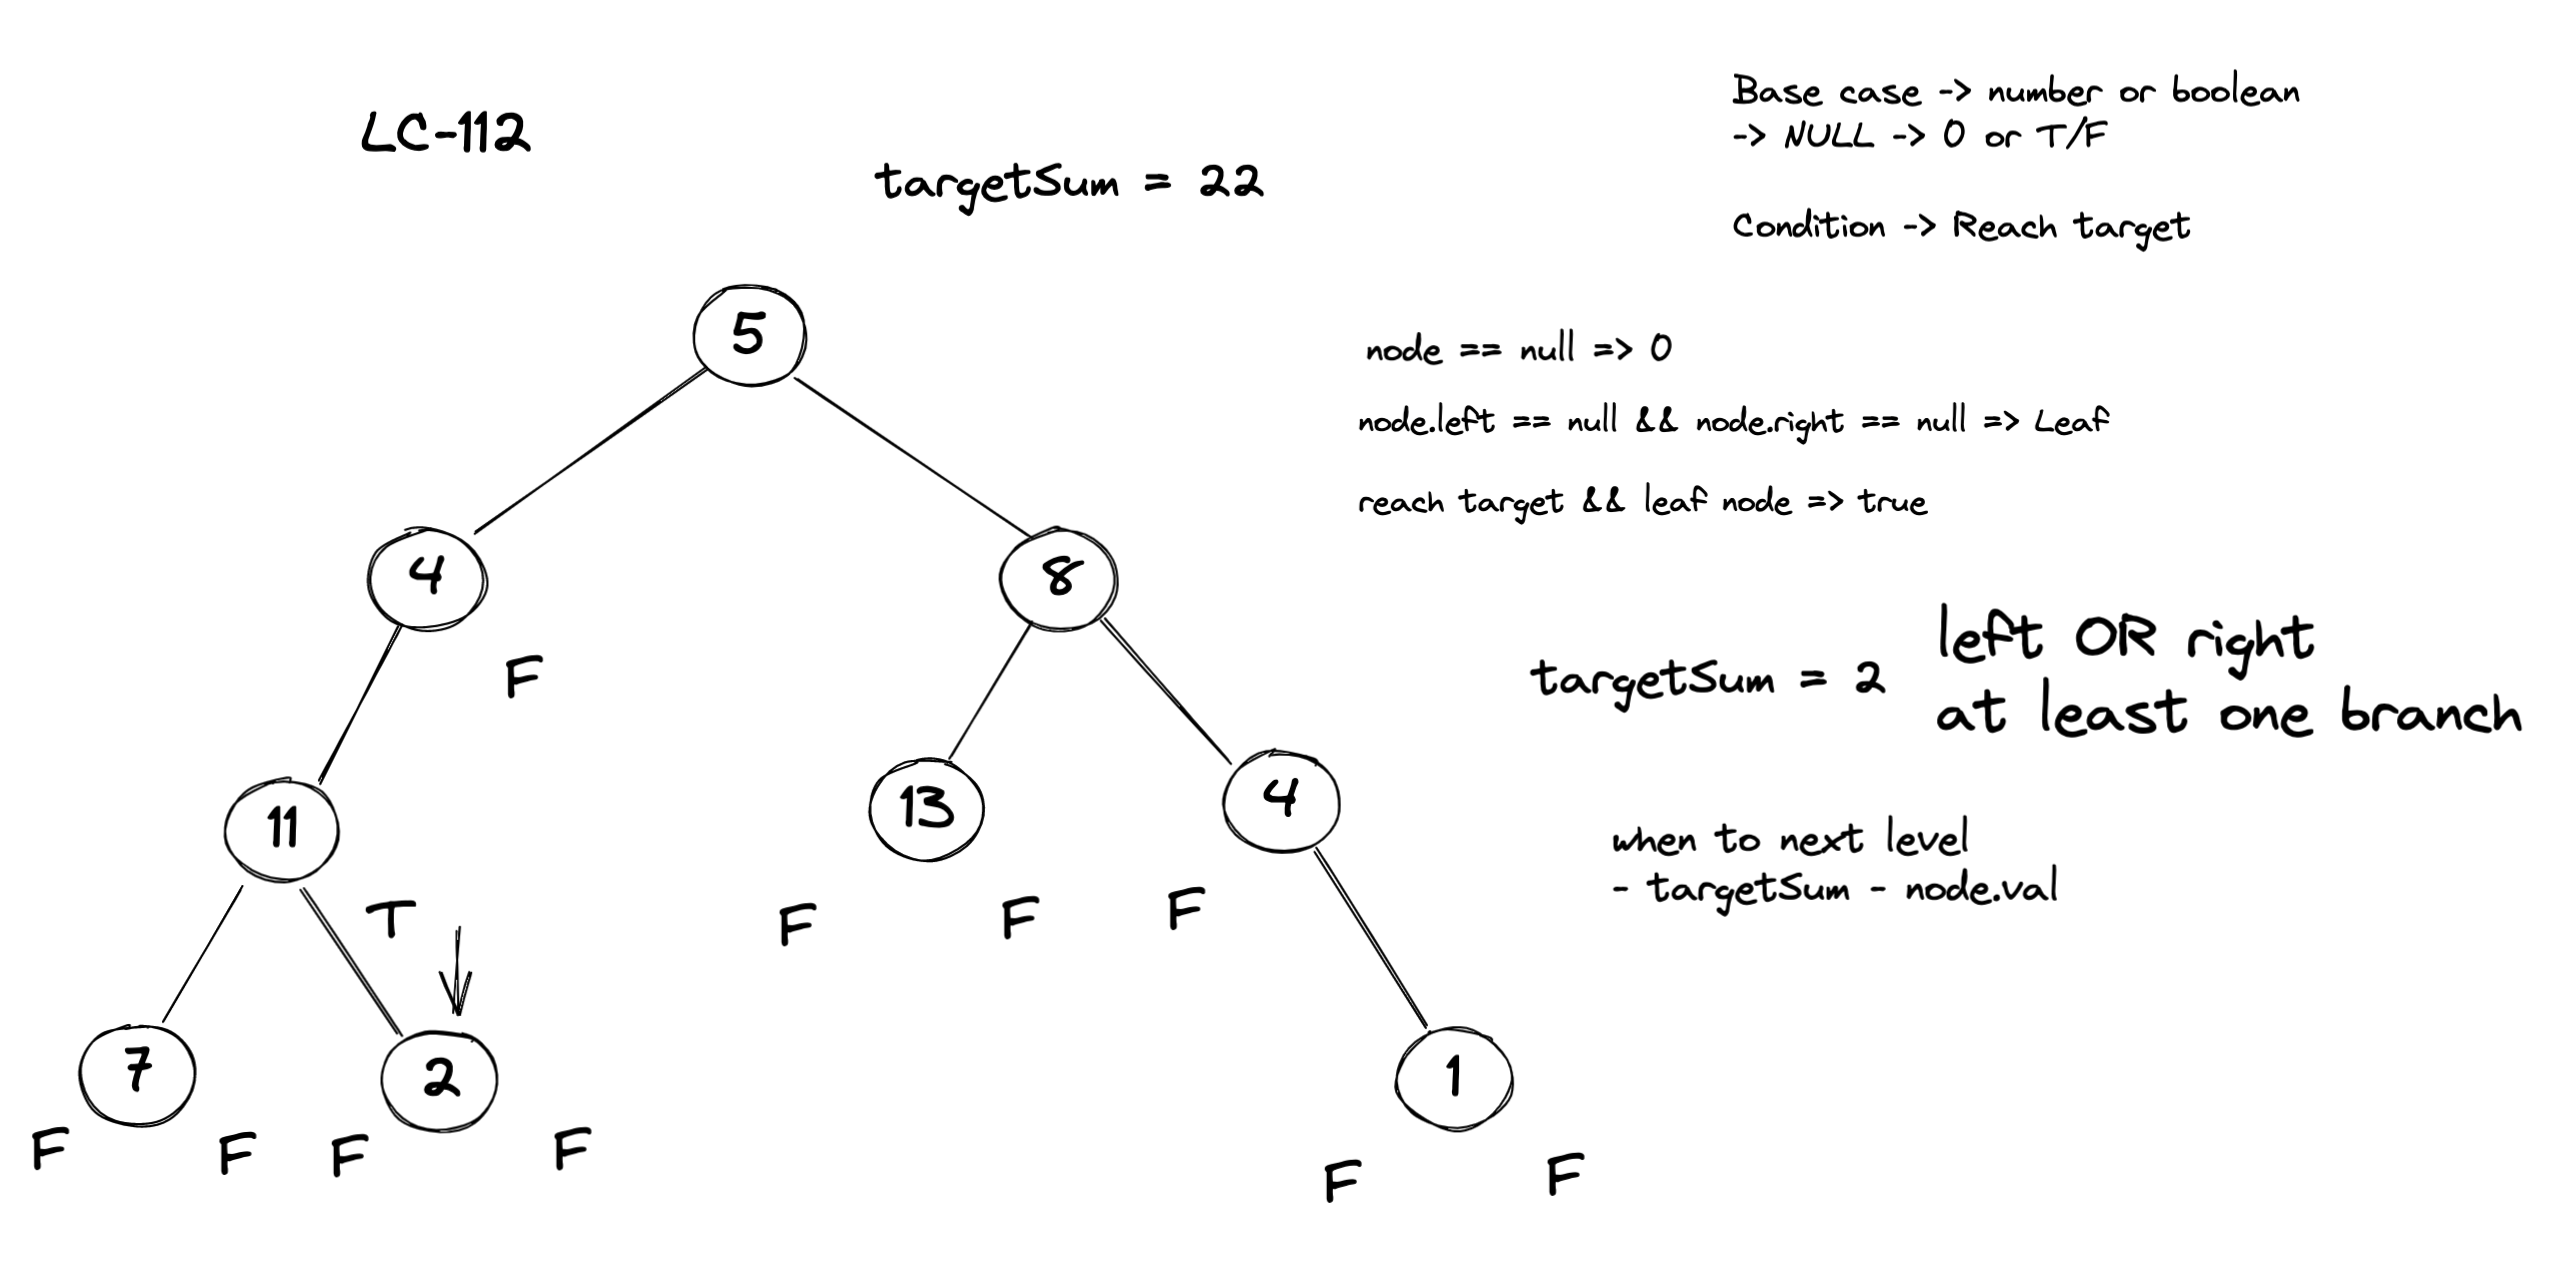 LC-112
targetSum = 22
Base case -> number or boolean
-> NULL -> 0 or T/F
Condition -> Reach target
node == null => 0
node.left == null && node.right == null => Leaf
reach target && leaf node => true
targetSum = 2
left OR right
at least one branch
when to next level
- targetSum - node.val
5
4
8
F
11
13
4
T
F
F
F
7
2
1
F
F
F
F
F
F